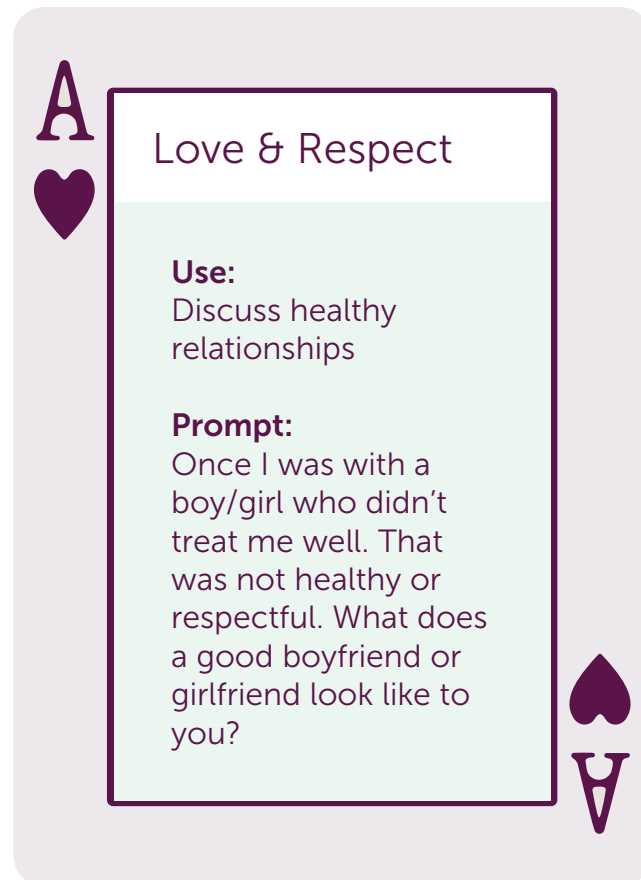 A
Love & Respect
Use:
Discuss healthy
relationships
Prompt:
Once I was with a
boy/girl who didn’t
treat me well. That
was not healthy or
respectful. What does
a good boyfriend or
girlfriend look like to
you?
A